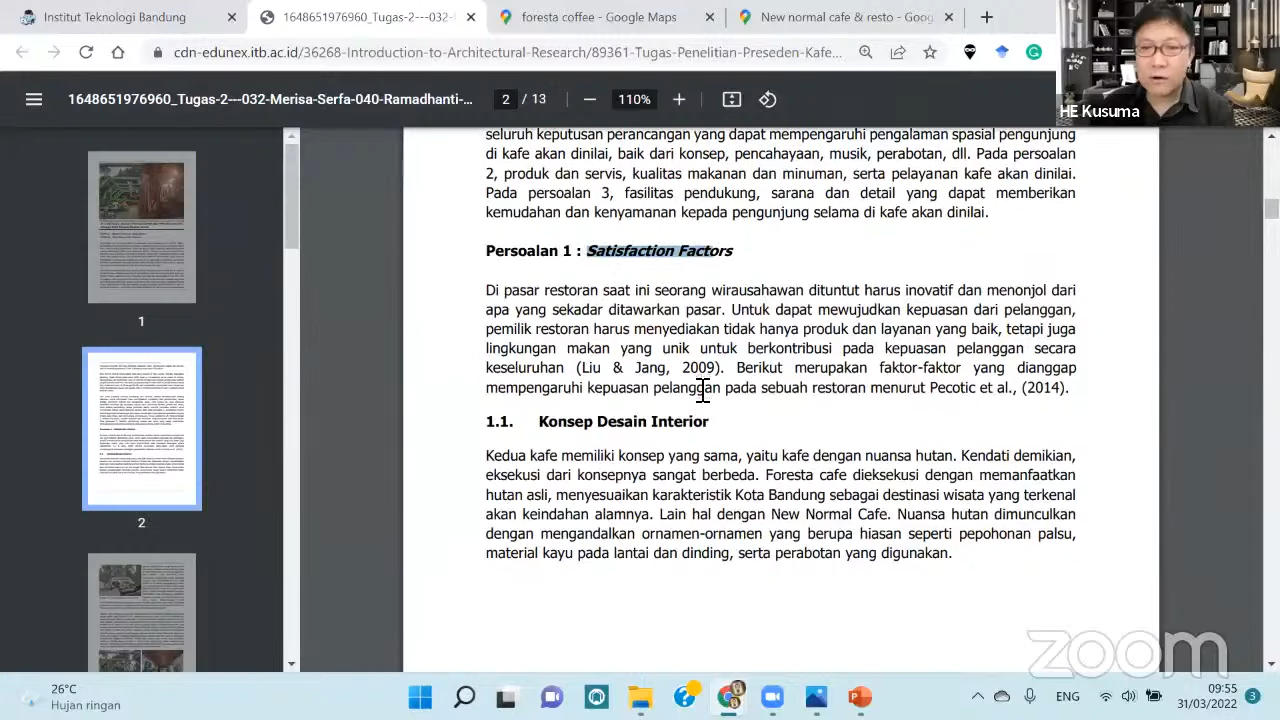 Institut Teknologi Bandung
1648651976960_Tugas-2---032-
Foresta coffee - Google Maps
New normal cafe & resto - Goog
cdn-edunex.itb.ac.id/36268-Introduction-to-Architectural-Research/89361-Tugas-Penelitian-Preseden-Kafe...
1648651976960_Tugas-2---032-Merisa-Serfa-040-Ramadhanti-...
2 / 13
110%
HE Kusuma
seluruh keputusan perancangan yang dapat mempengaruhi pengalaman spasial pengunjung
di kafe akan dinilai, baik dari konsep, pencahayaan, musik, perabotan, dll. Pada persoalan
2, produk dan servis, kualitas makanan dan minuman, serta pelayanan kafe akan dinilai.
Pada persoalan 3, fasilitas pendukung, sarana dan detail yang dapat memberikan
kemudahan dan kenyamanan kepada pengunjung selama di kafe akan dinilai.
Persoalan 1 : Satisfaction Factors
Di pasar restoran saat ini seorang wirausahawan dituntut harus inovatif dan menonjol dari
apa yang sekadar ditawarkan pasar. Untuk dapat mewujudkan kepuasan dari pelanggan,
pemilik restoran harus menyediakan tidak hanya produk dan layanan yang baik, tetapi juga
lingkungan makan yang unik untuk berkontribusi pada kepuasan pelanggan secara
keseluruhan (Liu & Jang, 2009). Berikut merupakan faktor-faktor yang dianggap
mempengaruhi kepuasan pelanggan pada sebuah restoran menurut Pecotic et al., (2014).
1.1. Konsep Desain Interior
Kedua kafe memiliki konsep yang sama, yaitu kafe dengan nuansa hutan. Kendati demikian,
eksekusi dari konsepnya sangat berbeda. Foresta cafe dieksekusi dengan memanfaatkan
hutan asli, menyesuaikan karakteristik Kota Bandung sebagai destinasi wisata yang terkenal
akan keindahan alamnya. Lain hal dengan New Normal Cafe. Nuansa hutan dimunculkan
dengan mengandalkan ornamen-ornamen yang berupa hiasan seperti pepohonan palsu,
material kayu pada lantai dan dinding, serta perabotan yang digunakan.
1
2
zoom
26°C
Hujan ringan
ENG
09:55
31/03/2022
3